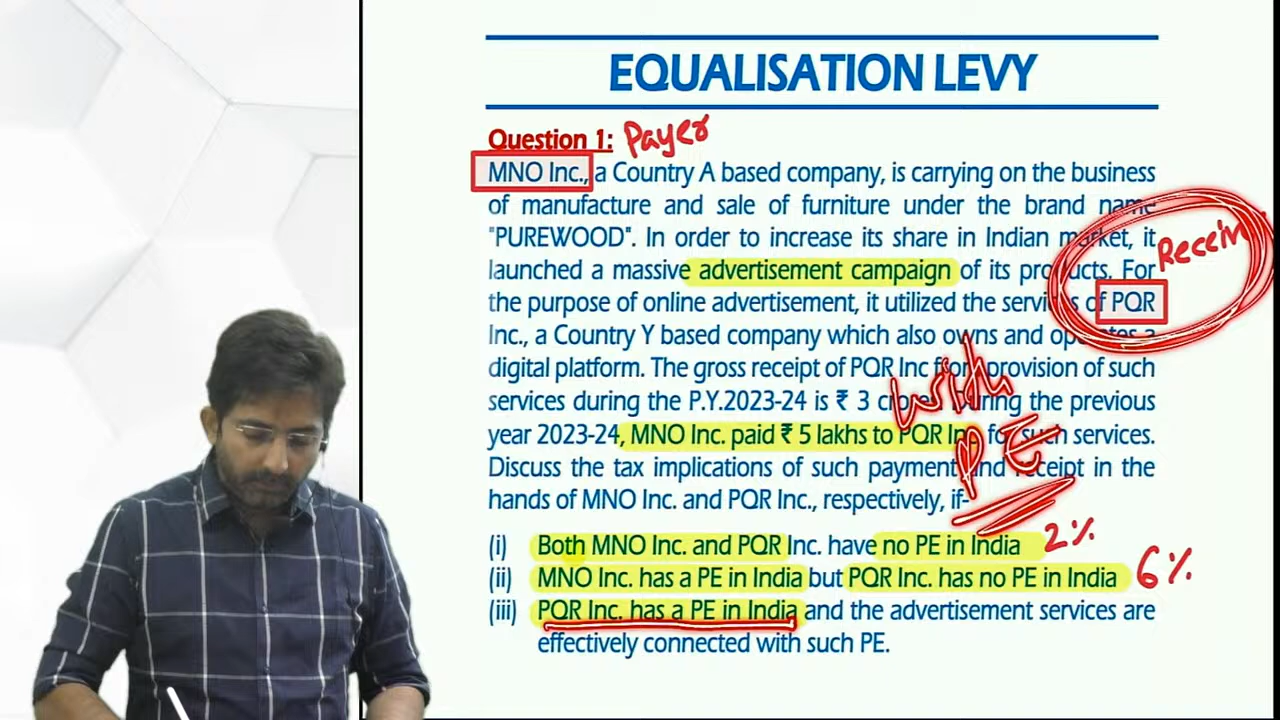 EQUALISATION LEVY
Question 1: Payer
MNO Inc., a Country A based company, is carrying on the business
of manufacture and sale of furniture under the brand name
"PUREWOOD". In order to increase its share in Indian market, it
launched a massive advertisement campaign of its products. For
the purpose of online advertisement, it utilized the services of PQR
Inc., a Country Y based company which also owns and operates a
digital platform. The gross receipt of PQR Inc from provision of such
services during the P.Y.2023-24 is ₹ 3 crores. During the previous
year 2023-24, MNO Inc. paid ₹ 5 lakhs to PQR Inc. for such services.
Discuss the tax implications of such payment and receipt in the
hands of MNO Inc. and PQR Inc., respectively, if-
with
PE
(i) Both MNO Inc. and PQR Inc. have no PE in India 2%
(ii) MNO Inc. has a PE in India but PQR Inc. has no PE in India 6%
(iii) PQR Inc. has a PE in India and the advertisement services are
effectively connected with such PE.